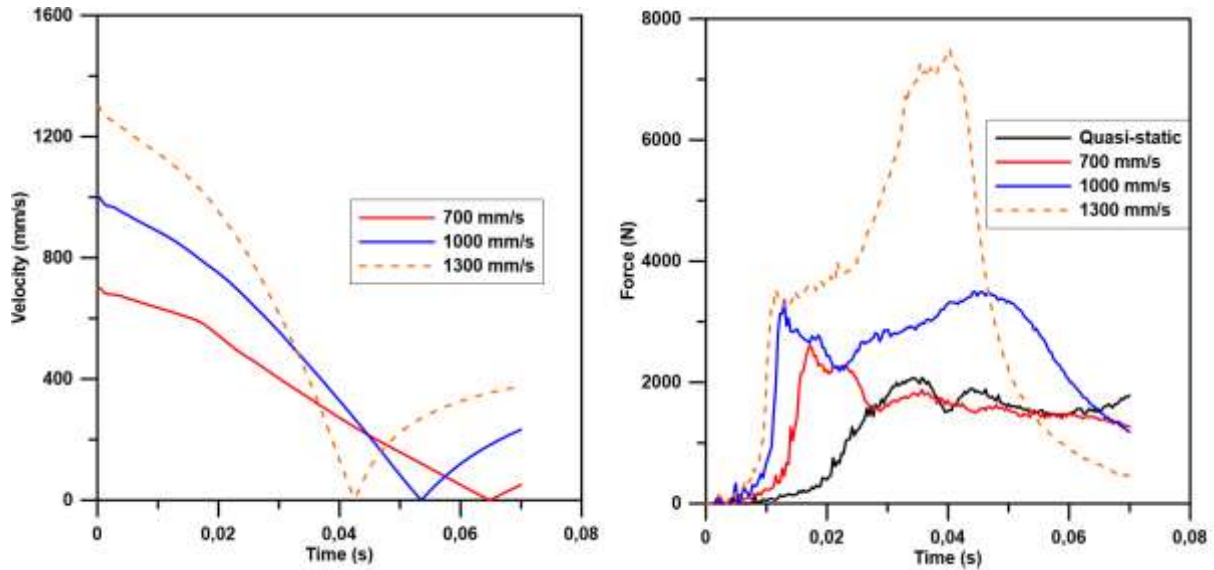 1600
1200
800
400
0
Velocity (mm/s)
700 mm/s
1000 mm/s
1300 mm/s
0 0,02 0,04 0,06 0,08
Time (s)
8000
6000
4000
2000
0
Force (N)
Quasi-static
700 mm/s
1000 mm/s
1300 mm/s
0 0,02 0,04 0,06 0,08
Time (s)